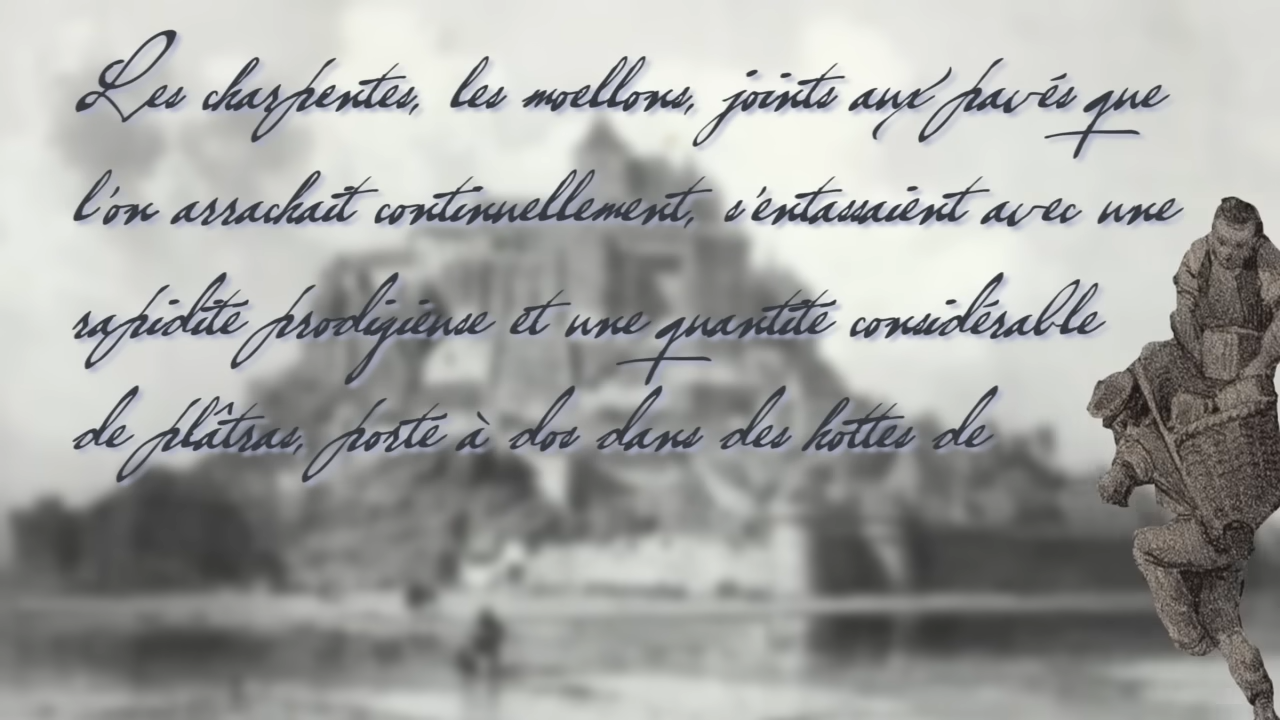 Les charpentes, les moellons, joints aux pavés que
l'on arrachait continuellement, s'entassaient avec une
rapidité prodigieuse et une quantité considérable
de plâtras, porté à dos dans des hottes de